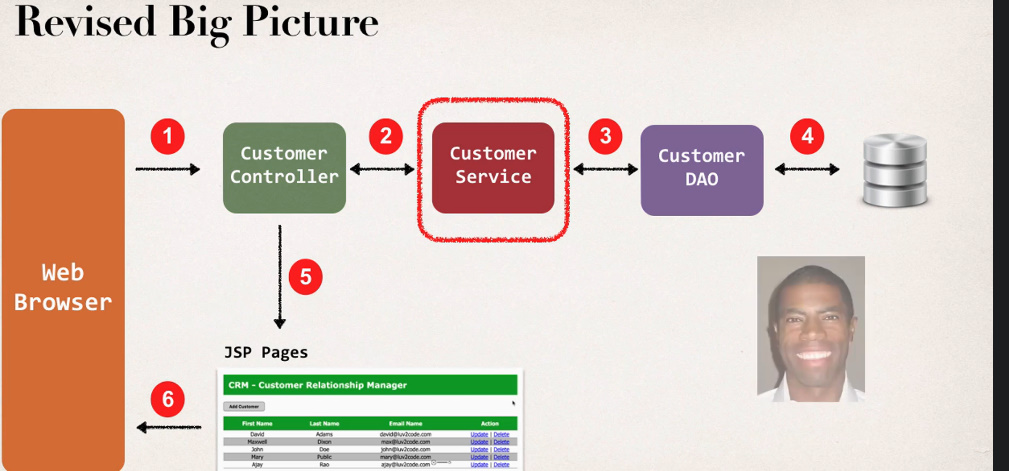 Revised Big Picture
1
2
3
4
Customer
Controller
Customer
Service
Customer
DAO
Web
Browser
5
JSP Pages
6
CRM - Customer Relationship Manager
Add Customer
First Name Last Name Email Name Action
David Adams david@luv2code.com Update | Delete
Maxwell Dixon max@luv2code.com Update | Delete
John Doe john@luv2code.com Update | Delete
Mary Public mary@luv2code.com Update | Delete
Ajay Rao ajay@luv2code.com Update | Delete